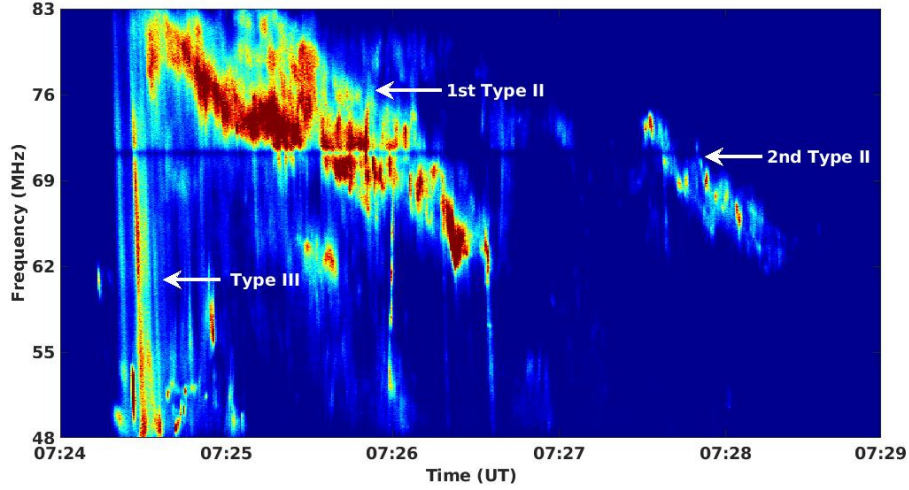 83
76
69
62
55
48
Frequency (MHz)
1st Type II
2nd Type II
Type III
07:24 07:25 07:26 07:27 07:28 07:29
Time (UT)